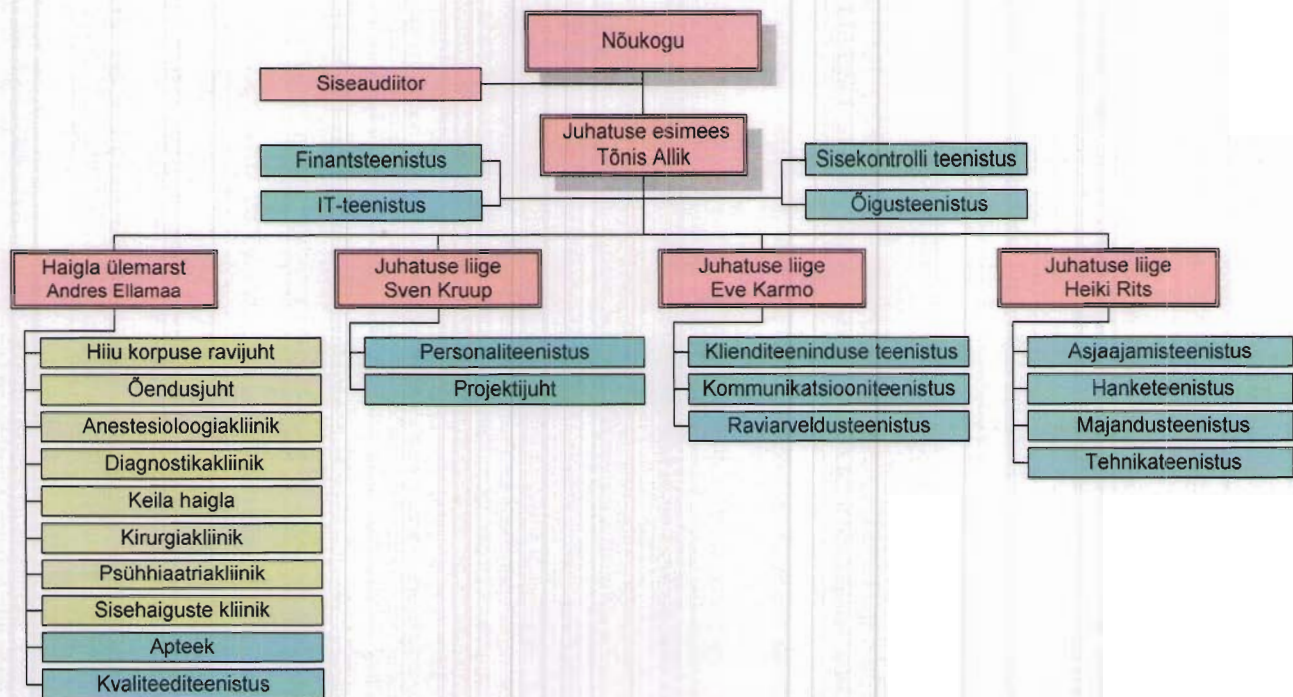 Nõukogu
Siseaudiitor
Juhatuse esimees
Tõnis Allik
Finantsteenistus
Sisekontrolli teenistus
IT-teenistus
Õigusteenistus
Haigla ülemarst
Andres Ellamaa
Hiiu korpuse ravijuht
Õendusjuht
Anestesioloogiakliinik
Diagnostikakliinik
Keila haigla
Kirurgiakliinik
Psühhiaatriakliinik
Sisehaiguste kliinik
Apteek
Kvaliteediteenistus
Juhatuse liige
Sven Kruup
Personaliteenistus
Projektijuht
Juhatuse liige
Eve Karmo
Klienditeeninduse teenistus
Kommunikatsiooniteenistus
Raviarveldusteenistus
Juhatuse liige
Heiki Rits
Asjaajamisteenistus
Hanketeenistus
Majandusteenistus
Tehnikateenistus